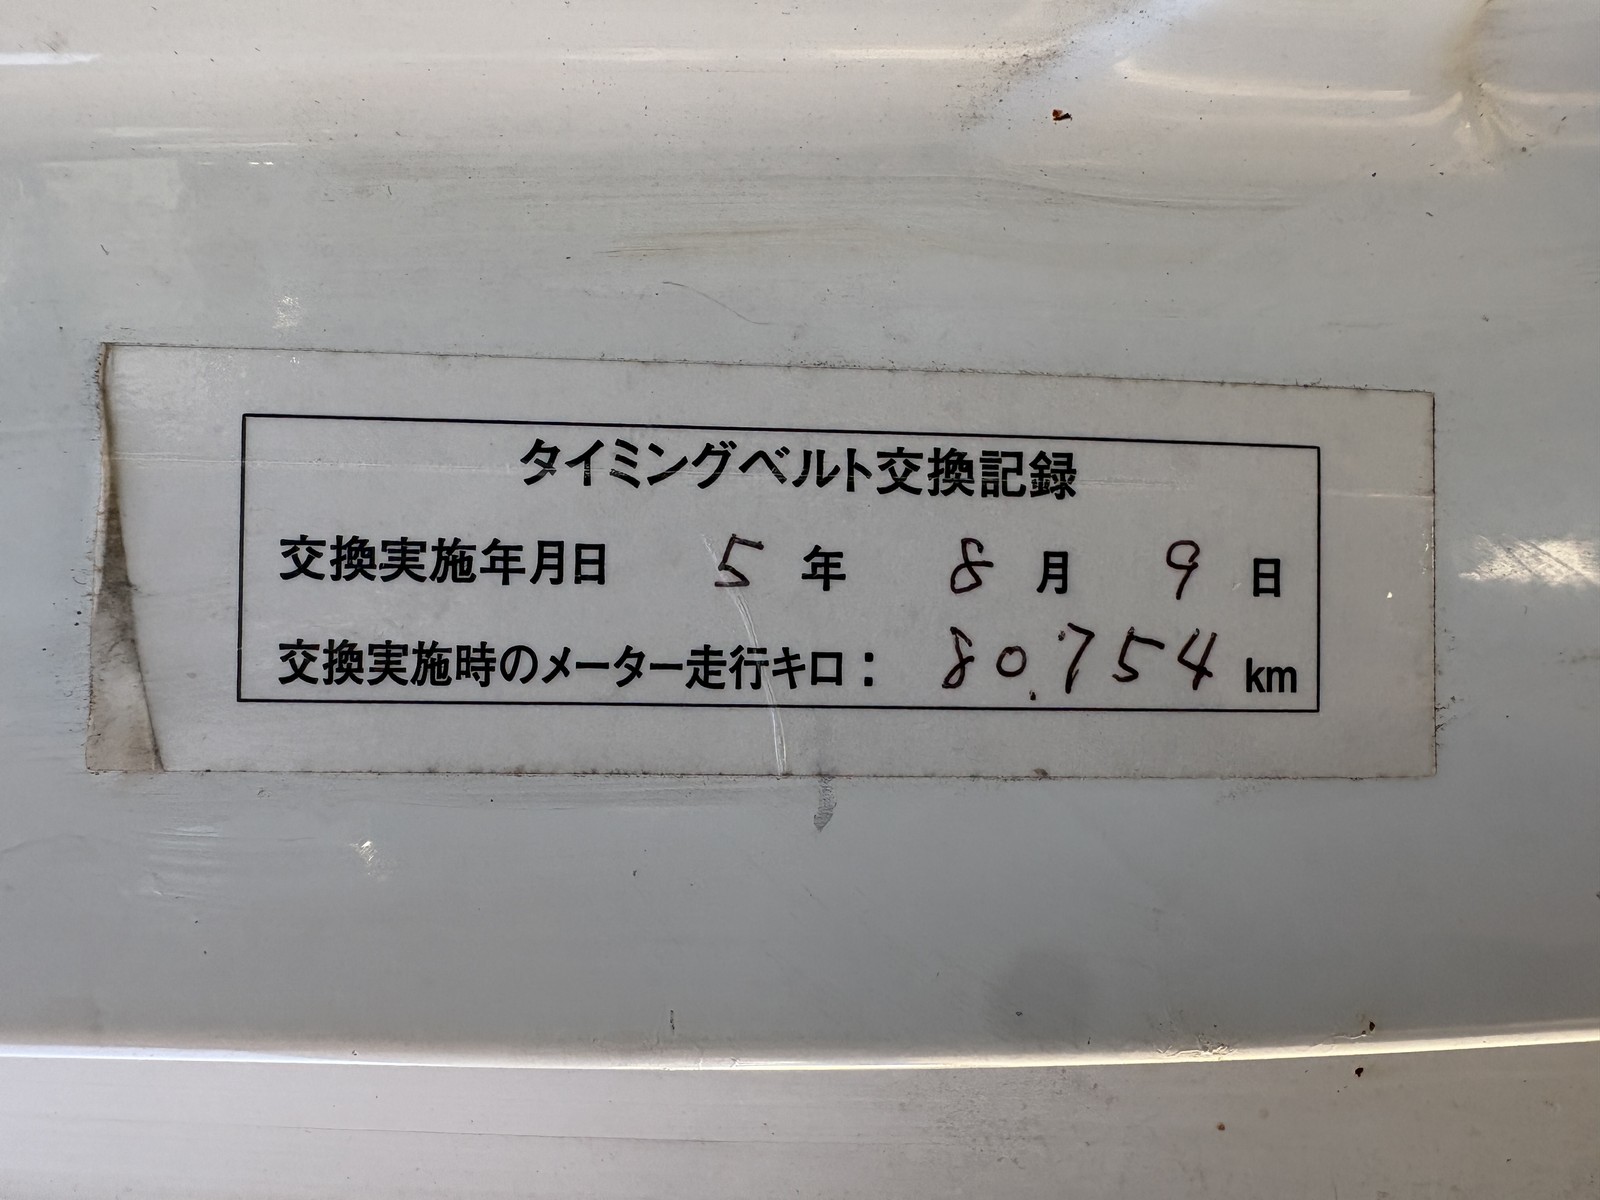 タイミングベルト交換記録
交換実施年月日 5 年 8 月 9 日
交換実施時のメーター走行キロ： 80.754 km